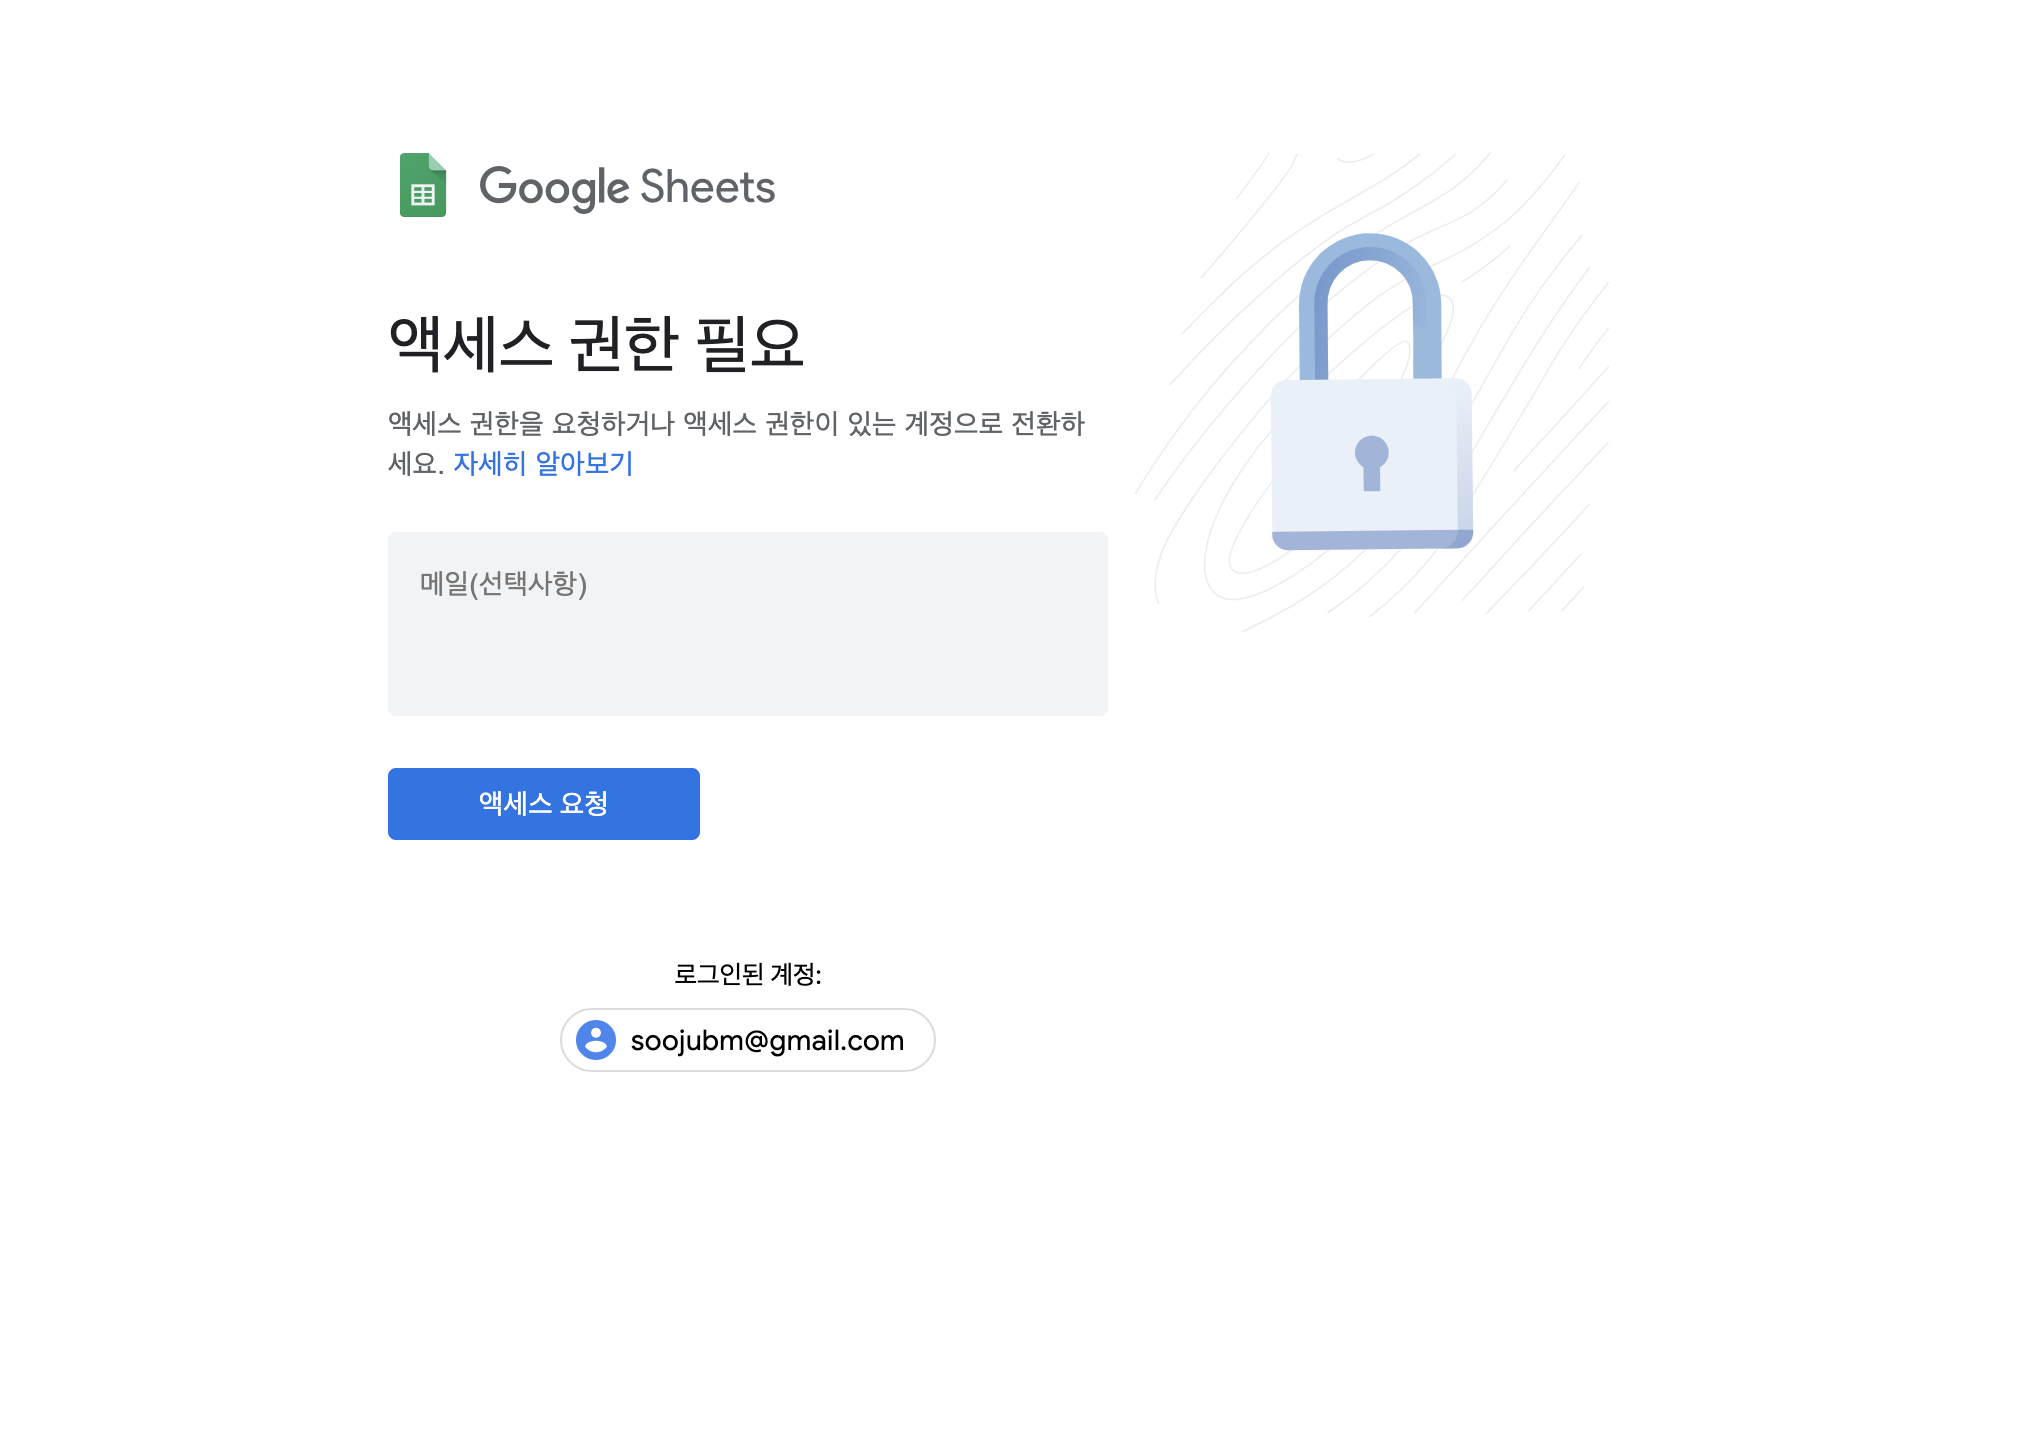 Google Sheets
액세스 권한 필요
액세스 권한을 요청하거나 액세스 권한이 있는 계정으로 전환하
세요. 자세히 알아보기
메일(선택사항)
액세스 요청
로그인된 계정:
soojubm@gmail.com